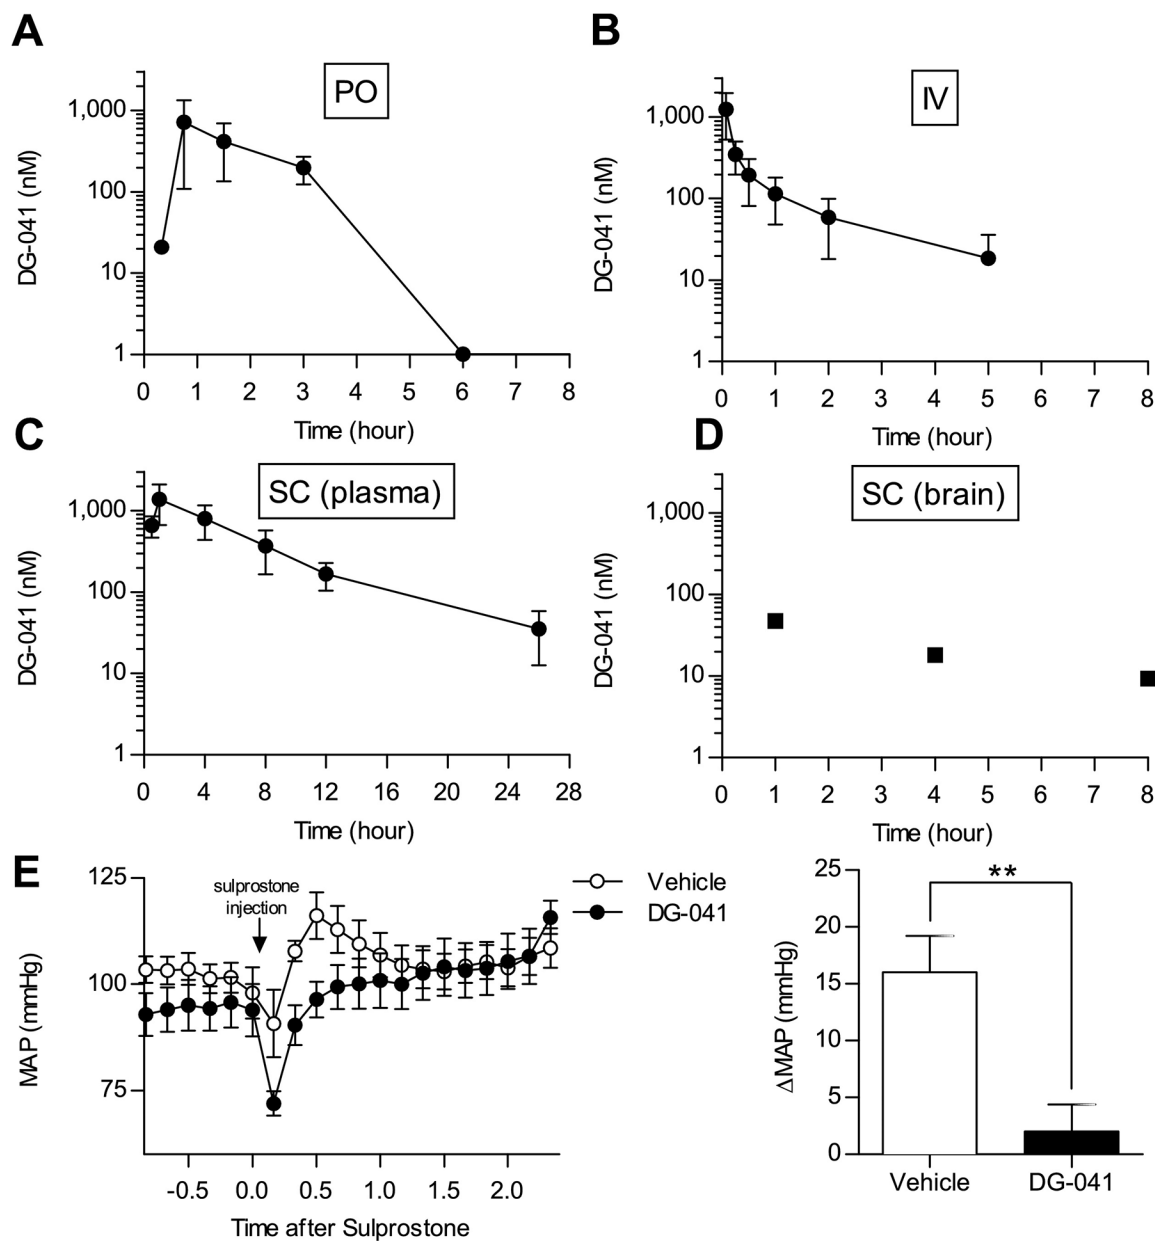 A
PO
DG-041 (nM)
1,000
100
10
1
0 1 2 3 4 5 6 7 8
Time (hour)
B
IV
DG-041 (nM)
1,000
100
10
1
0 1 2 3 4 5 6 7 8
Time (hour)
C
SC (plasma)
DG-041 (nM)
1,000
100
10
1
0 4 8 12 16 20 24 28
Time (hour)
D
SC (brain)
DG-041 (nM)
1,000
100
10
1
0 1 2 3 4 5 6 7 8
Time (hour)
E
MAP (mmHg)
125
100
75
sulprostone
injection
Vehicle
DG-041
-0.5 0.0 0.5 1.0 1.5 2.0
Time after Sulprostone
ΔMAP (mmHg)
25
20
15
10
5
0
**
Vehicle DG-041